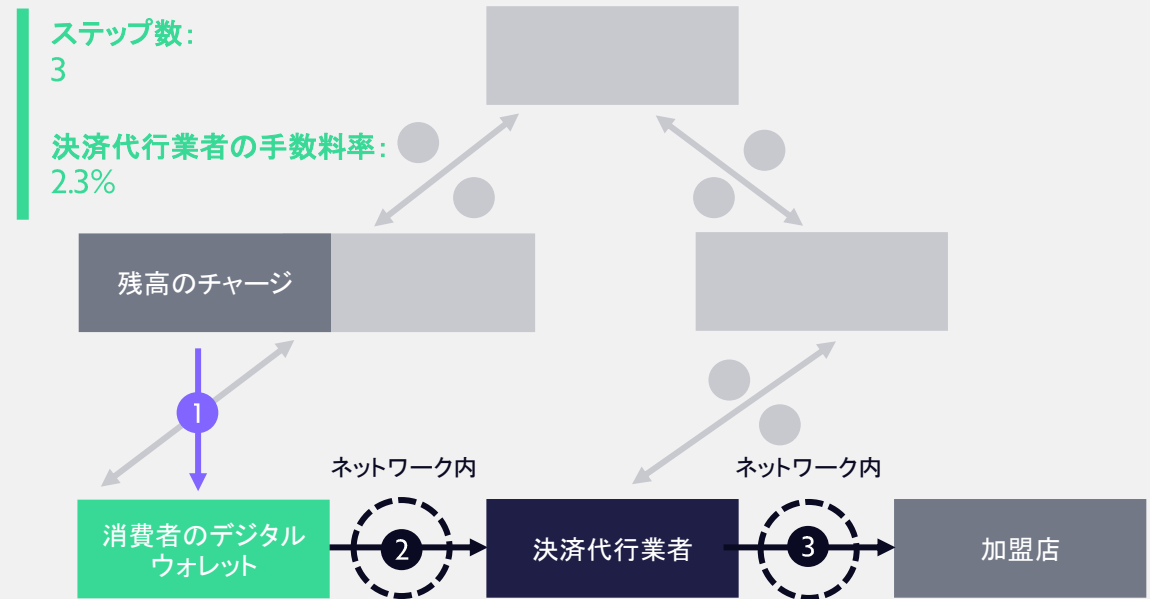 ステップ数：
3
決済代行業者の手数料率：
2.3%
残高のチャージ
1
ネットワーク内
ネットワーク内
消費者のデジタル
ウォレット
2
決済代行業者
3
加盟店